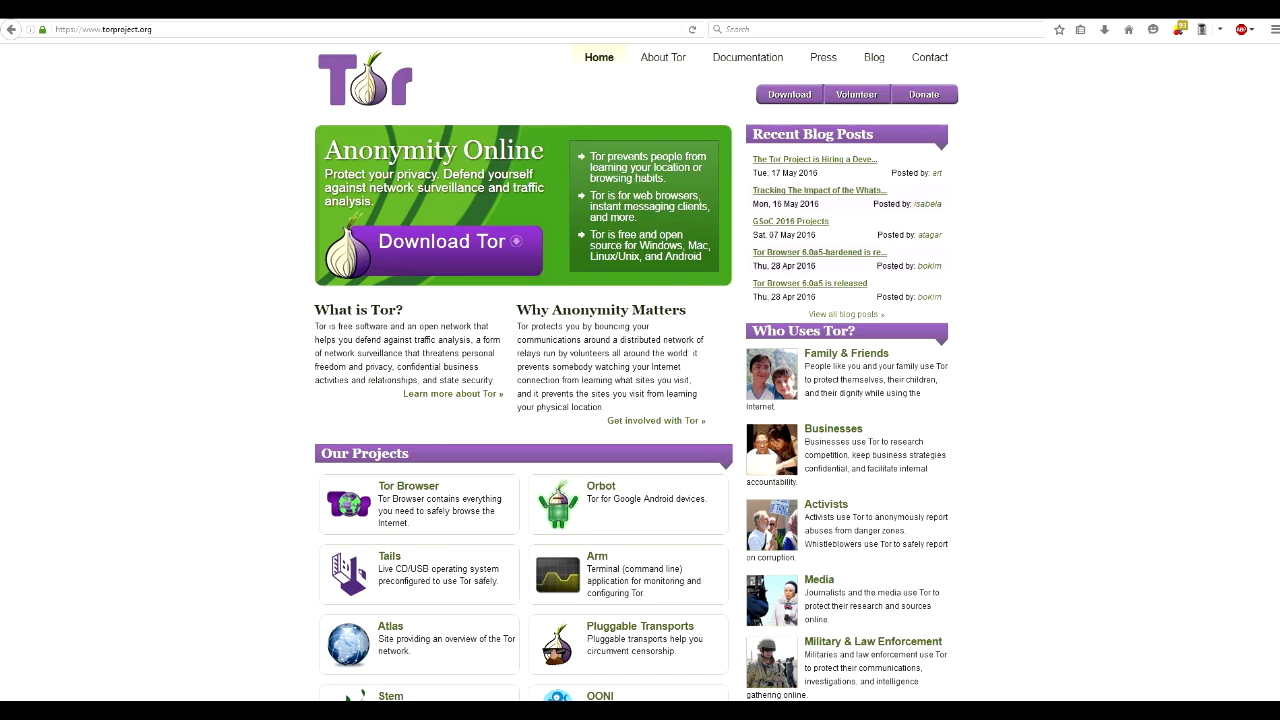 https://www.torproject.org
Search
93
ABP
Tor
Home About Tor Documentation Press Blog Contact
Download Volunteer Donate
Anonymity Online
Protect your privacy. Defend yourself
against network surveillance and traffic
analysis.
Download Tor
Tor prevents people from
learning your location or
browsing habits.
Tor is for web browsers,
instant messaging clients,
and more.
Tor is free and open
source for Windows, Mac,
Linux/Unix, and Android
What is Tor?
Tor is free software and an open network that
helps you defend against traffic analysis, a form
of network surveillance that threatens personal
freedom and privacy, confidential business
activities and relationships, and state security.
Learn more about Tor »
Why Anonymity Matters
Tor protects you by bouncing your
communications around a distributed network of
relays run by volunteers all around the world: it
prevents somebody watching your Internet
connection from learning what sites you visit,
and it prevents the sites you visit from learning
your physical location.
Get involved with Tor »
Our Projects
Tor Browser
Tor Browser contains everything
you need to safely browse the
Internet.
Orbot
Tor for Google Android devices.
Tails
Live CD/USB operating system
preconfigured to use Tor safely.
Arm
Terminal (command line)
application for monitoring and
configuring Tor.
Atlas
Site providing an overview of the Tor
network.
Pluggable Transports
Pluggable transports help you
circumvent censorship.
Stem
OONI
Recent Blog Posts
The Tor Project is Hiring a Deve...
Tue, 17 May 2016 Posted by: art
Tracking The Impact of the Whats...
Mon, 16 May 2016 Posted by: isabela
GSoC 2016 Projects
Sat, 07 May 2016 Posted by: atagar
Tor Browser 6.0a5-hardened is re...
Thu, 28 Apr 2016 Posted by: boklm
Tor Browser 6.0a5 is released
Thu, 28 Apr 2016 Posted by: boklm
View all blog posts »
Who Uses Tor?
Family & Friends
People like you and your family use Tor
to protect themselves, their children,
and their dignity while using the
Internet.
Businesses
Businesses use Tor to research
competition, keep business strategies
confidential, and facilitate internal
accountability.
Activists
Activists use Tor to anonymously report
abuses from danger zones.
Whistleblowers use Tor to safely report
on corruption.
Media
Journalists and the media use Tor to
protect their research and sources
online.
Military & Law Enforcement
Militaries and law enforcement use Tor
to protect their communications,
investigations, and intelligence
gathering online.